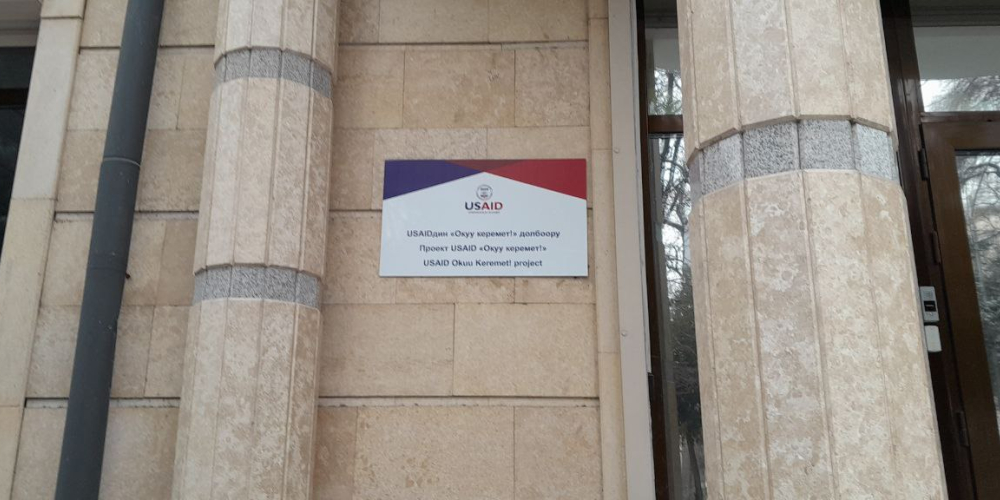 USAID
USAIDдин «Окуу керемет!» долбоору
Проект USAID «Окуу керемет!»
USAID Okuu Keremet! project